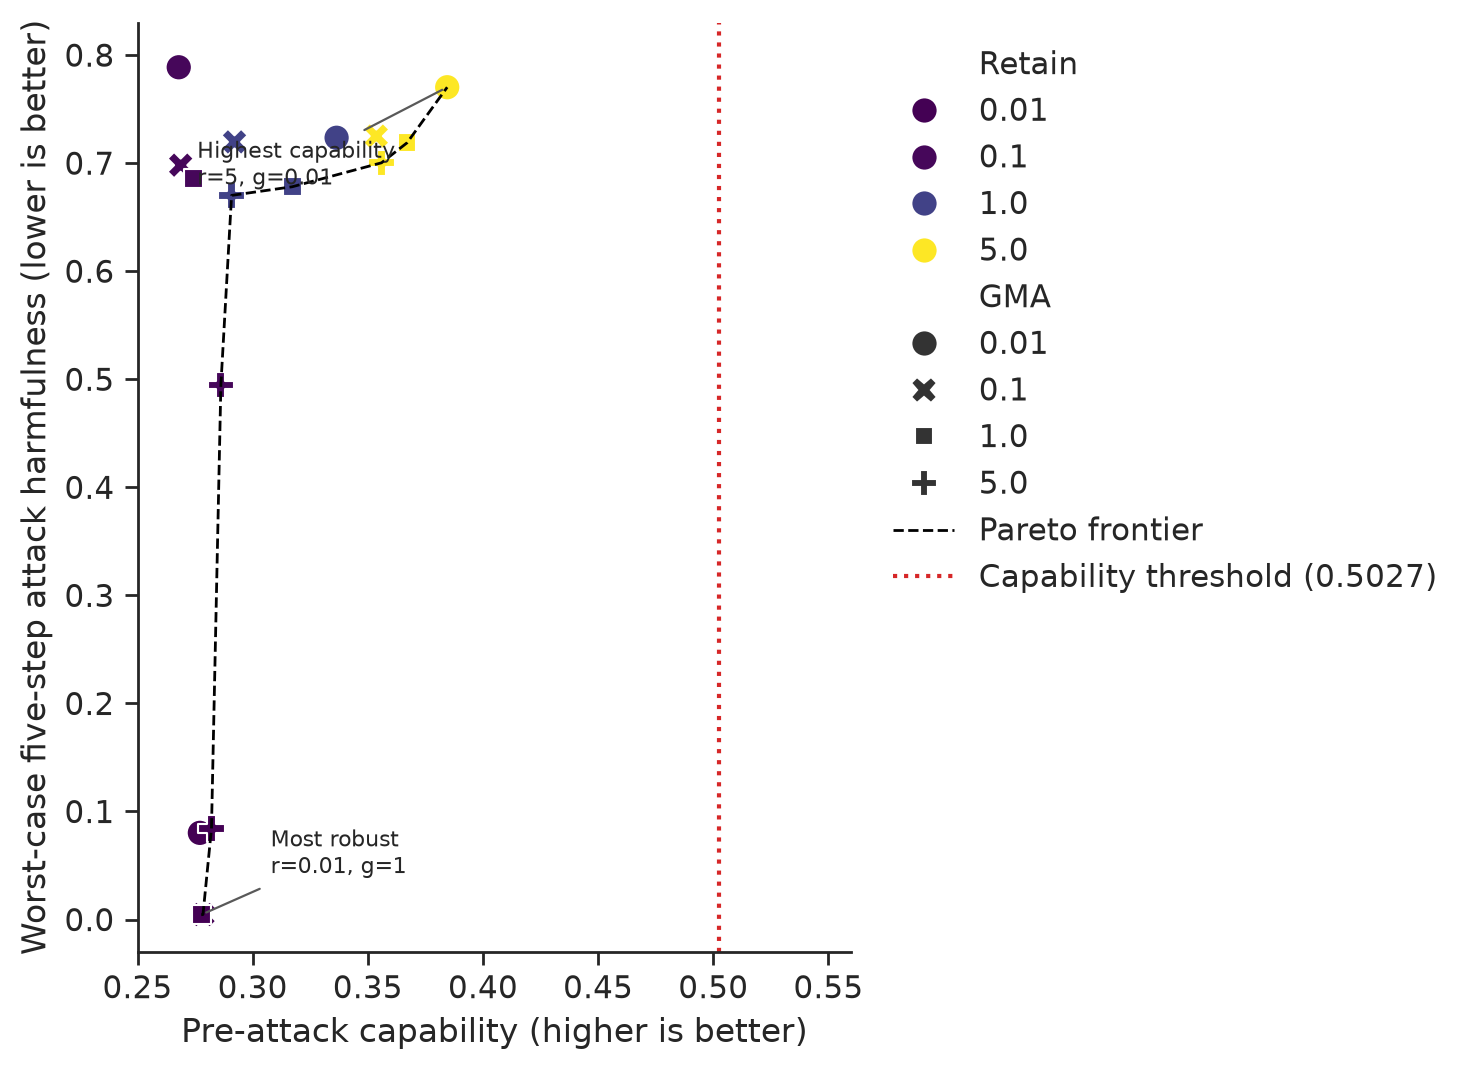 Worst-case five-step attack harmfulness (lower is better)
0.8
0.7
0.6
0.5
0.4
0.3
0.2
0.1
0.0
Highest capability
r=5, g=0.01
Most robust
r=0.01, g=1
0.25 0.30 0.35 0.40 0.45 0.50 0.55
Pre-attack capability (higher is better)
Retain
0.01
0.1
1.0
5.0
GMA
0.01
0.1
1.0
5.0
Pareto frontier
Capability threshold (0.5027)